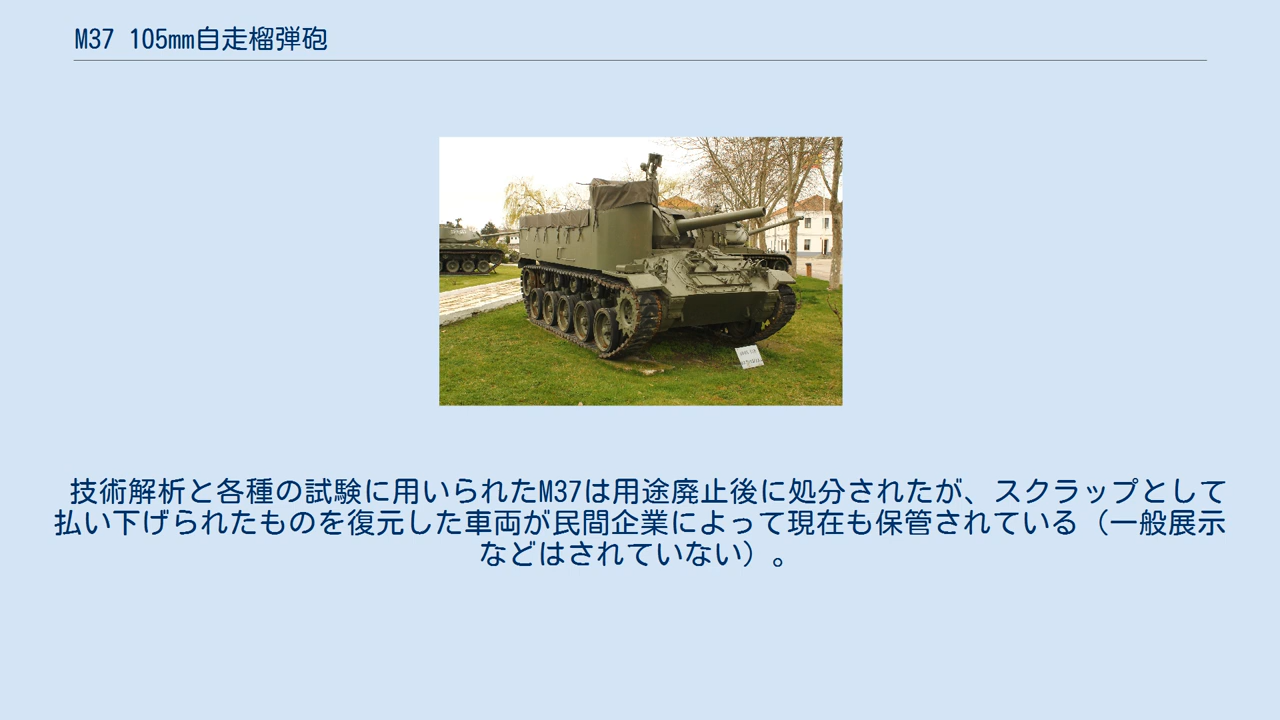 M37 105mm自走榴弾砲
技術解析と各種の試験に用いられたM37は用途廃止後に処分されたが、スクラップとして
払い下げられたものを復元した車両が民間企業によって現在も保管されている（一般展示
などはされていない）。